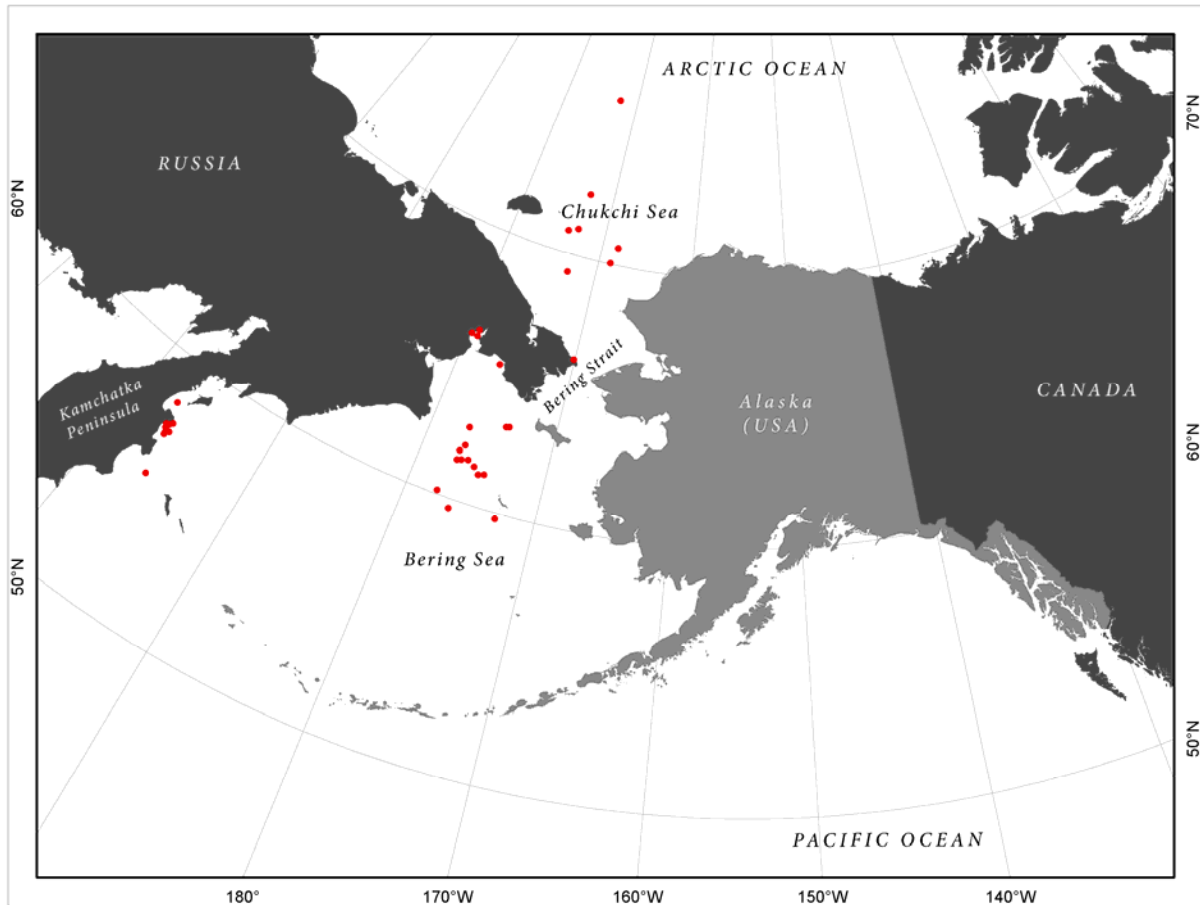 ARCTIC OCEAN
70°N
RUSSIA
60°N
Chukchi Sea
Bering Strait
Kamchatka
Peninsula
Alaska
(USA)
CANADA
60°N
Bering Sea
50°N
50°N
PACIFIC OCEAN
180°
170°W
160°W
150°W
140°W